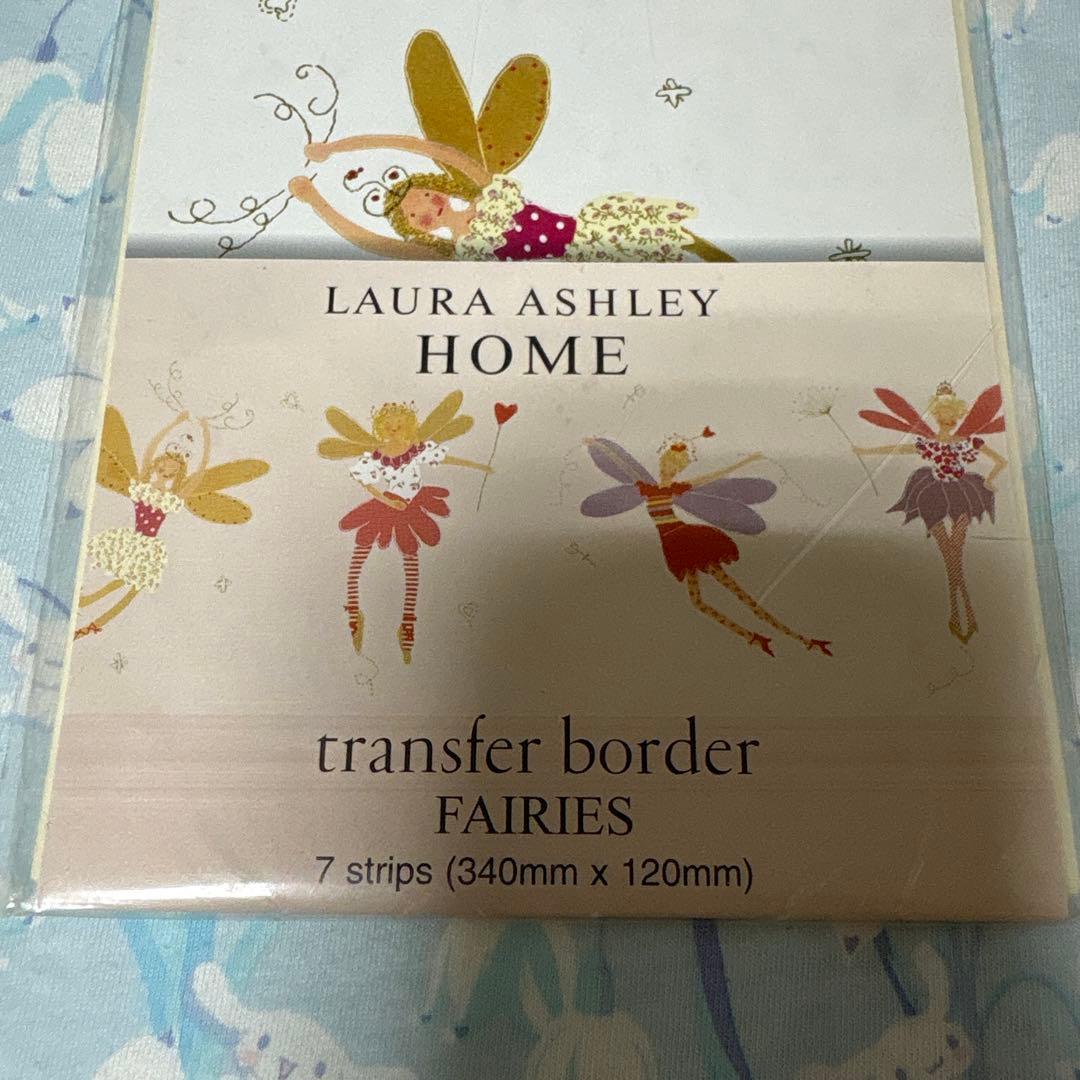 LAURA ASHLEY
HOME
transfer border
FAIRIES
7 strips (340mm x 120mm)